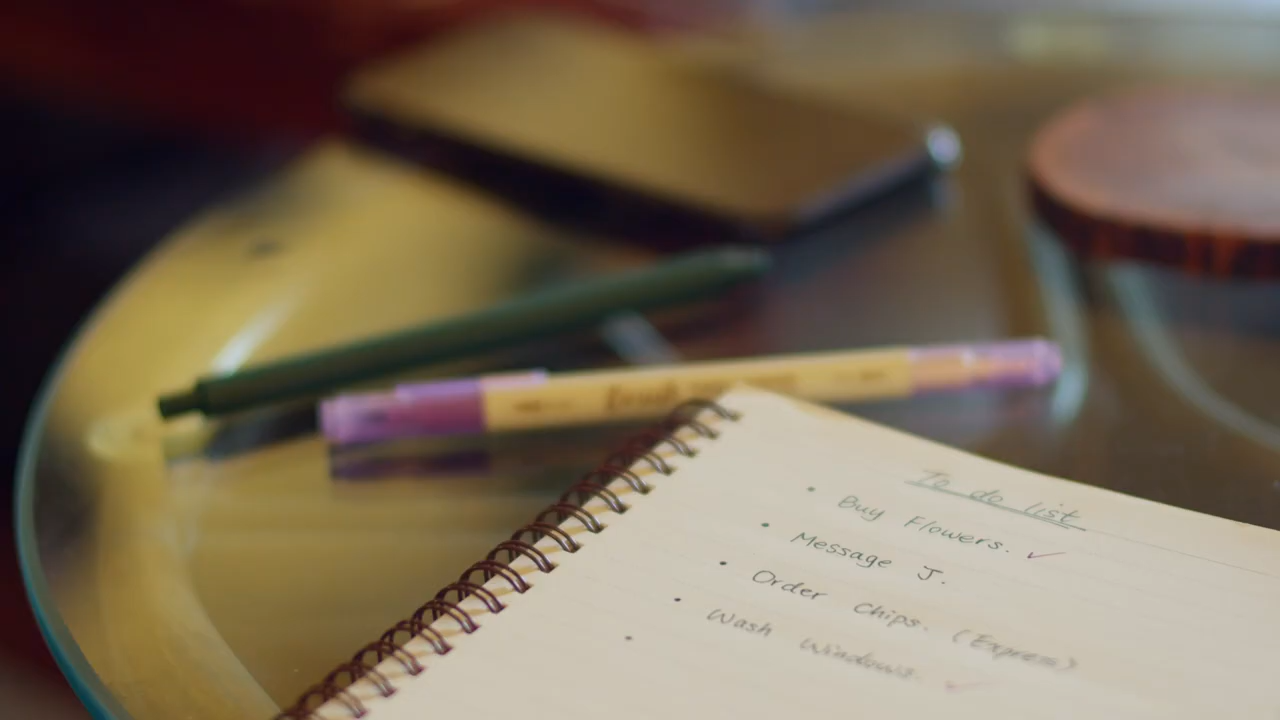 To do list
• Buy Flowers. ✓
• Message J.
• Order Chips. (Express)
• Wash Windows. ✓
•